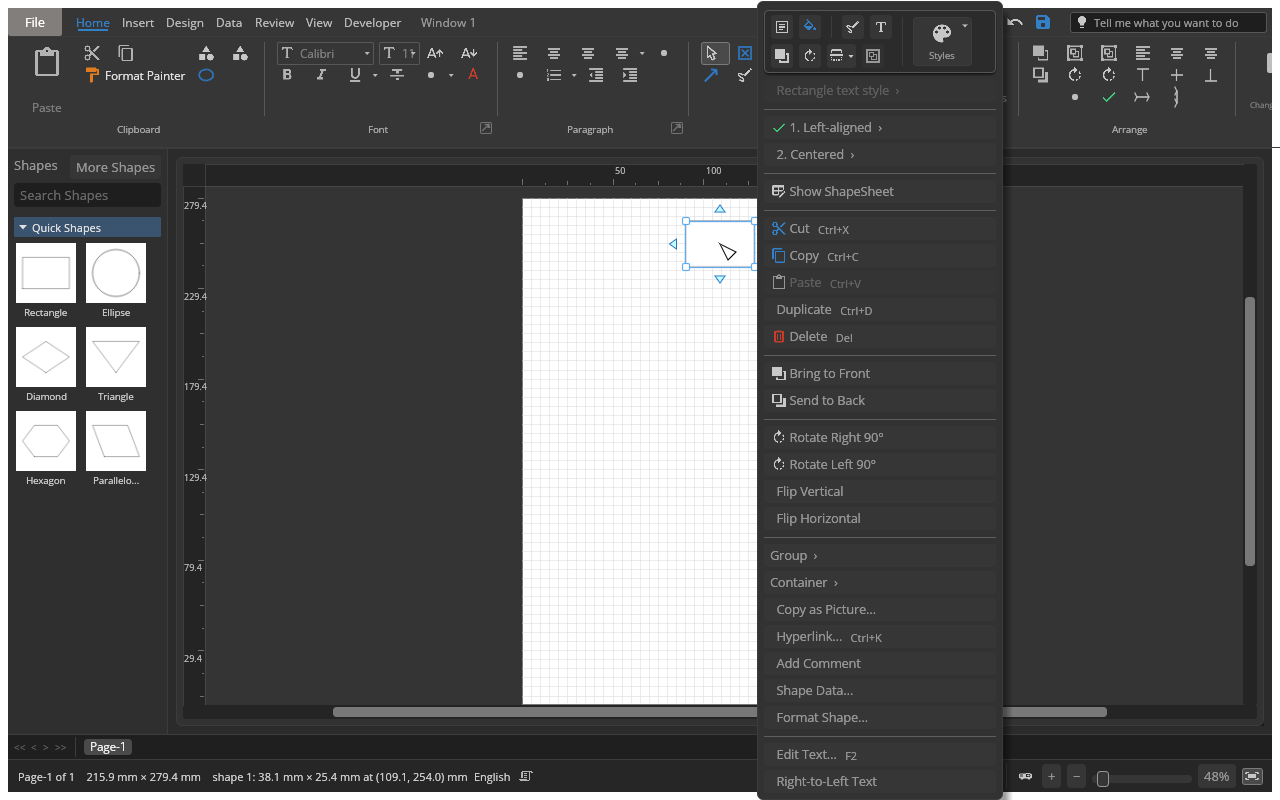 File Home Insert Design Data Review View Developer Window 1
Tell me what you want to do
Paste
Format Painter
Clipboard
Calibri
Font
Paragraph
Styles
Arrange
Shapes More Shapes
Search Shapes
Quick Shapes
Rectangle Ellipse
Diamond Triangle
Hexagon Parallelo...
50 100
279.4
229.4
179.4
129.4
79.4
29.4
Rectangle text style ›
1. Left-aligned ›
2. Centered ›
Show ShapeSheet
Cut Ctrl+X
Copy Ctrl+C
Paste Ctrl+V
Duplicate Ctrl+D
Delete Del
Bring to Front
Send to Back
Rotate Right 90°
Rotate Left 90°
Flip Vertical
Flip Horizontal
Group ›
Container ›
Copy as Picture...
Hyperlink... Ctrl+K
Add Comment
Shape Data...
Format Shape...
Edit Text... F2
Right-to-Left Text
<< < > >> Page-1
Page-1 of 1 215.9 mm × 279.4 mm shape 1: 38.1 mm × 25.4 mm at (109.1, 254.0) mm English
+ − 48%